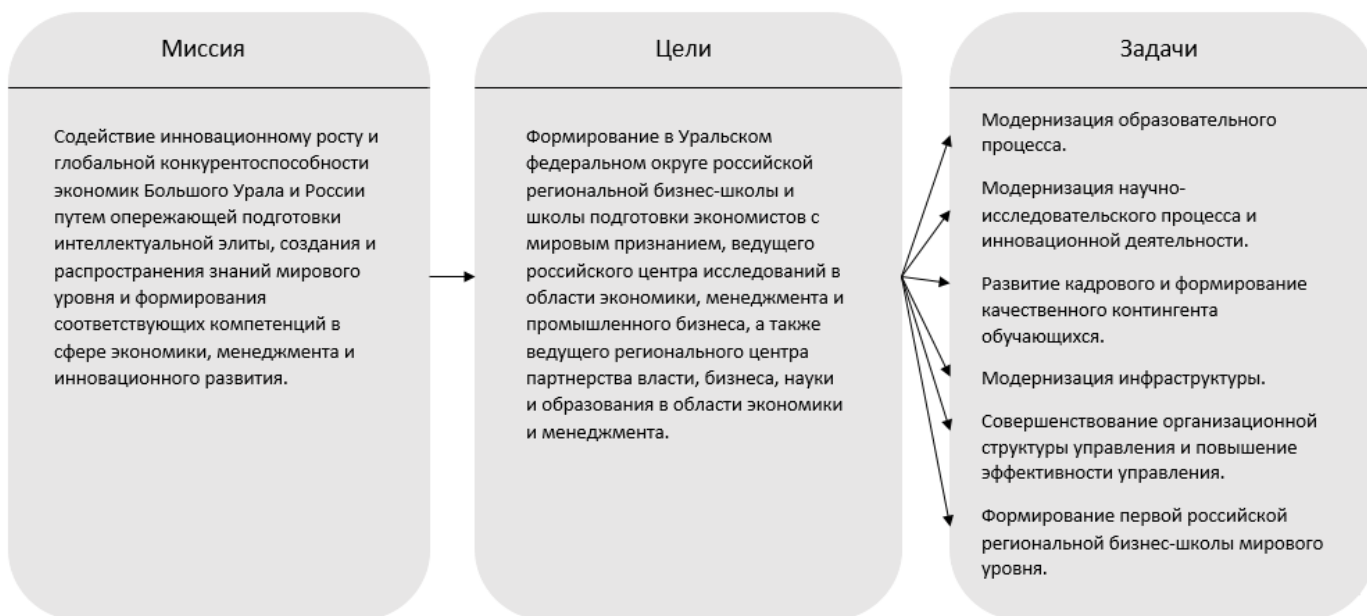 Миссия
Содействие инновационному росту и
глобальной конкурентоспособности
экономик Большого Урала и России
путем опережающей подготовки
интеллектуальной элиты, создания и
распространения знаний мирового
уровня и формирования
соответствующих компетенций в
сфере экономики, менеджмента и
инновационного развития.
Цели
Формирование в Уральском
федеральном округе российской
региональной бизнес-школы и
школы подготовки экономистов с
мировым признанием, ведущего
российского центра исследований в
области экономики, менеджмента и
промышленного бизнеса, а также
ведущего регионального центра
партнерства власти, бизнеса, науки
и образования в области экономики
и менеджмента.
Задачи
Модернизация образовательного
процесса.
Модернизация научно-
исследовательского процесса и
инновационной деятельности.
Развитие кадрового и формирование
качественного контингента
обучающихся.
Модернизация инфраструктуры.
Совершенствование организационной
структуры управления и повышение
эффективности управления.
Формирование первой российской
региональной бизнес-школы мирового
уровня.